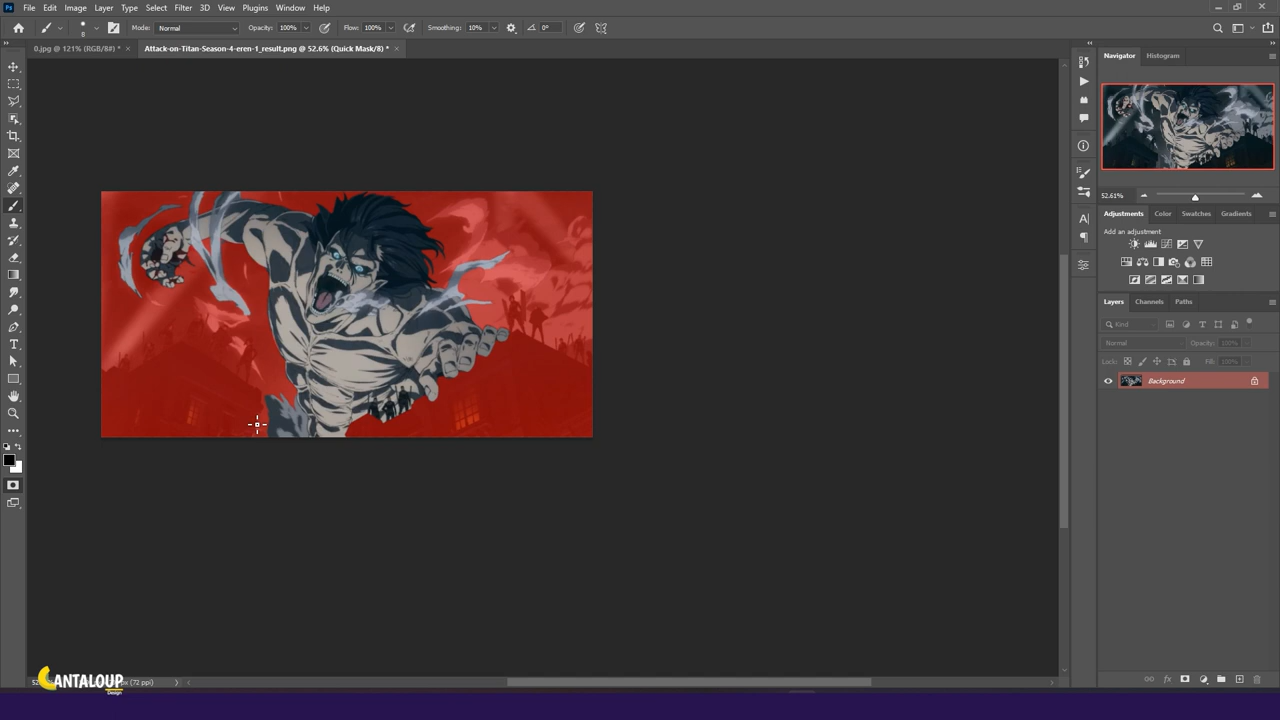 File Edit Image Layer Type Select Filter 3D View Plugins Window Help
Mode: Normal Opacity: 100% Flow: 100% Smoothing: 10% 0°
0.jpg @ 121% (RGB/8#) * × Attack-on-Titan-Season-4-eren-1_result.png @ 52.6% (Quick Mask/8) * ×
Navigator Histogram
52.61%
Adjustments Color Swatches Gradients
Add an adjustment
Layers Channels Paths
Kind
Normal Opacity: 100%
Lock: Fill: 100%
Background
CANTALOUP
Design
(72 ppi)